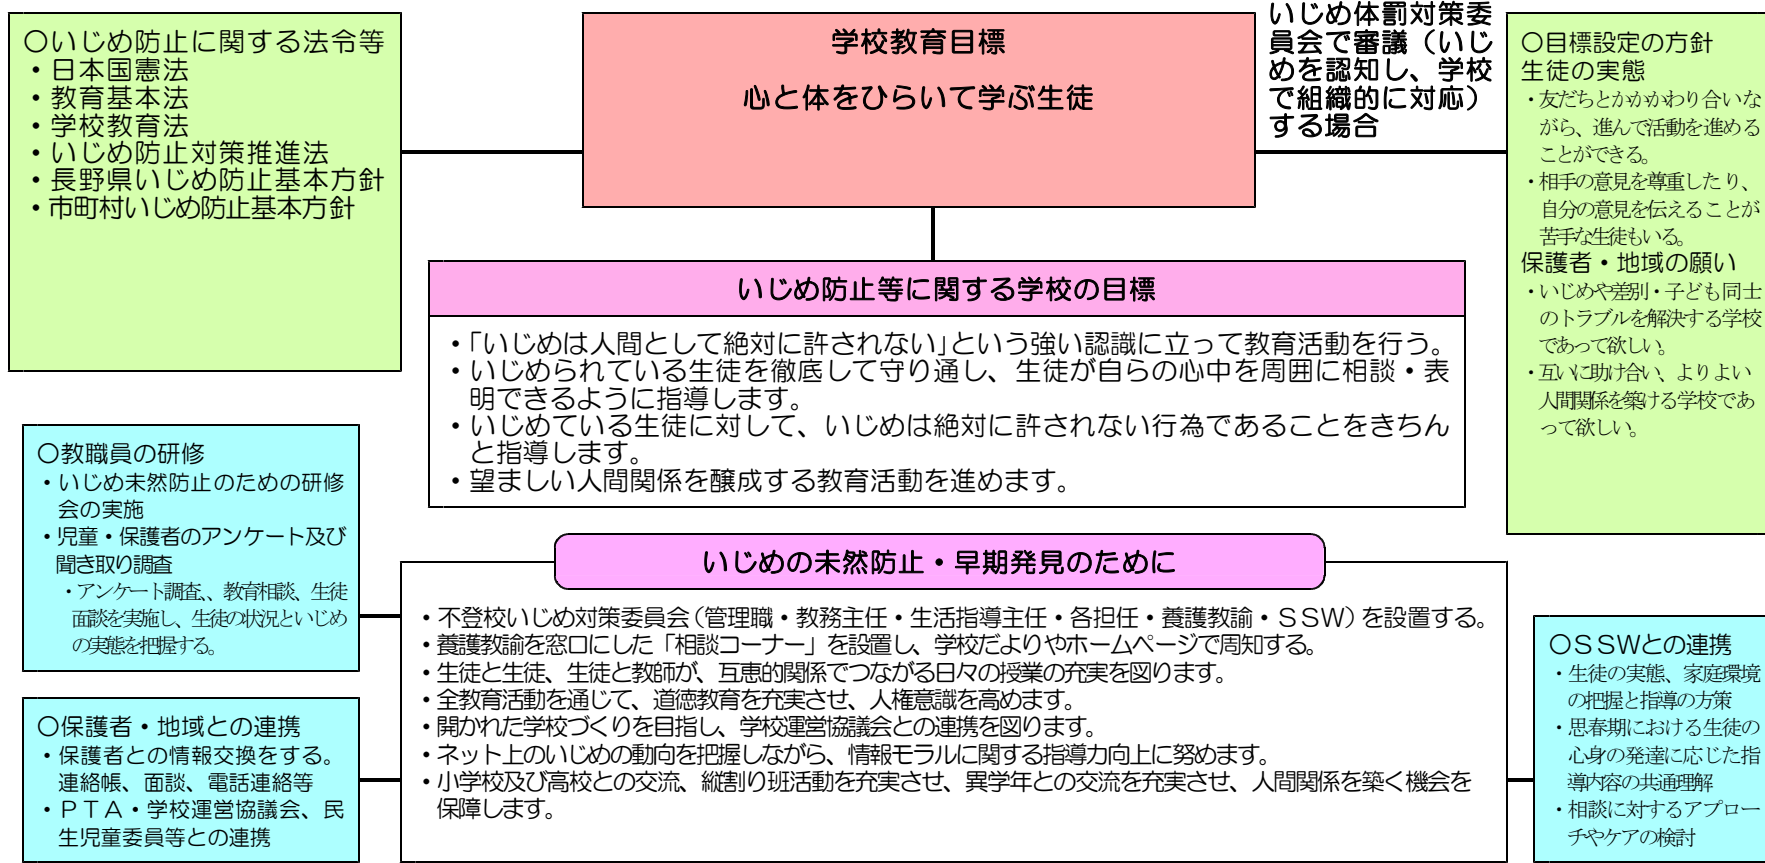 〇いじめ防止に関する法令等
・日本国憲法
・教育基本法
・学校教育法
・いじめ防止対策推進法
・長野県いじめ防止基本方針
・市町村いじめ防止基本方針
学校教育目標
心と体をひらいて学ぶ生徒
いじめ体罰対策委
員会で審議（いじ
めを認知し、学校
で組織的に対応）
する場合
〇目標設定の方針
生徒の実態
・友だちとかかかわり合いな
がら、進んで活動を進める
ことができる。
・相手の意見を尊重したり、
自分の意見を伝えることが
苦手な生徒もいる。
保護者・地域の願い
・いじめや差別・子ども同士
のトラブルを解決する学校
であって欲しい。
・互いに助け合い、よりよい
人間関係を築ける学校であ
って欲しい。
いじめ防止等に関する学校の目標
・「いじめは人間として絶対に許されない」という強い認識に立って教育活動を行う。
・いじめられている生徒を徹底して守り通し、生徒が自らの心中を周囲に相談・表
明できるように指導します。
・いじめている生徒に対して、いじめは絶対に許されない行為であることをきちん
と指導します。
・望ましい人間関係を醸成する教育活動を進めます。
〇教職員の研修
・いじめ未然防止のための研修
会の実施
・児童・保護者のアンケート及び
聞き取り調査
・アンケート調査、、教育相談、生徒
面談を実施し、生徒の状況といじめ
の実態を把握する。
〇保護者・地域との連携
・保護者との情報交換をする。
連絡帳、面談、電話連絡等
・ＰＴＡ・学校運営協議会、民
生児童委員等との連携
いじめの未然防止・早期発見のために
・不登校いじめ対策委員会（管理職・教務主任・生活指導主任・各担任・養護教諭・ＳＳＷ）を設置する。
・養護教諭を窓口にした「相談コーナー」を設置し、学校だよりやホームページで周知する。
・生徒と生徒、生徒と教師が、互恵的関係でつながる日々の授業の充実を図ります。
・全教育活動を通じて、道徳教育を充実させ、人権意識を高めます。
・開かれた学校づくりを目指し、学校運営協議会との連携を図ります。
・ネット上のいじめの動向を把握しながら、情報モラルに関する指導力向上に努めます。
・小学校及び高校との交流、縦割り班活動を充実させ、異学年との交流を充実させ、人間関係を築く機会を
保障します。
〇ＳＳＷとの連携
・生徒の実態、家庭環境
の把握と指導の方策
・思春期における生徒の
心身の発達に応じた指
導内容の共通理解
・相談に対するアプロー
チやケアの検討